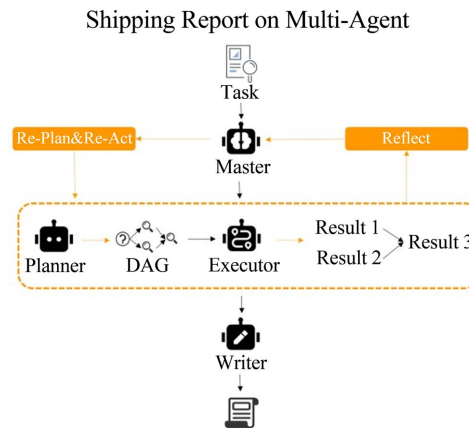 Shipping Report on Multi-Agent
Task
Re-Plan&Re-Act
Reflect
Master
Result 1
Result 2
Result 3
Planner
DAG
Executor
Writer